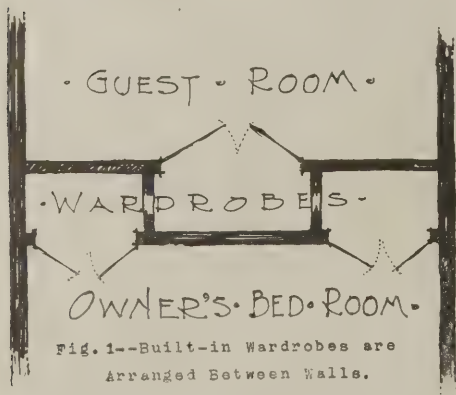 · GUEST · ROOM ·
· WARDROBES ·
OWNER'S · BED · ROOM ·
Fig. 1--Built-in Wardrobes are
Arranged Between Walls.